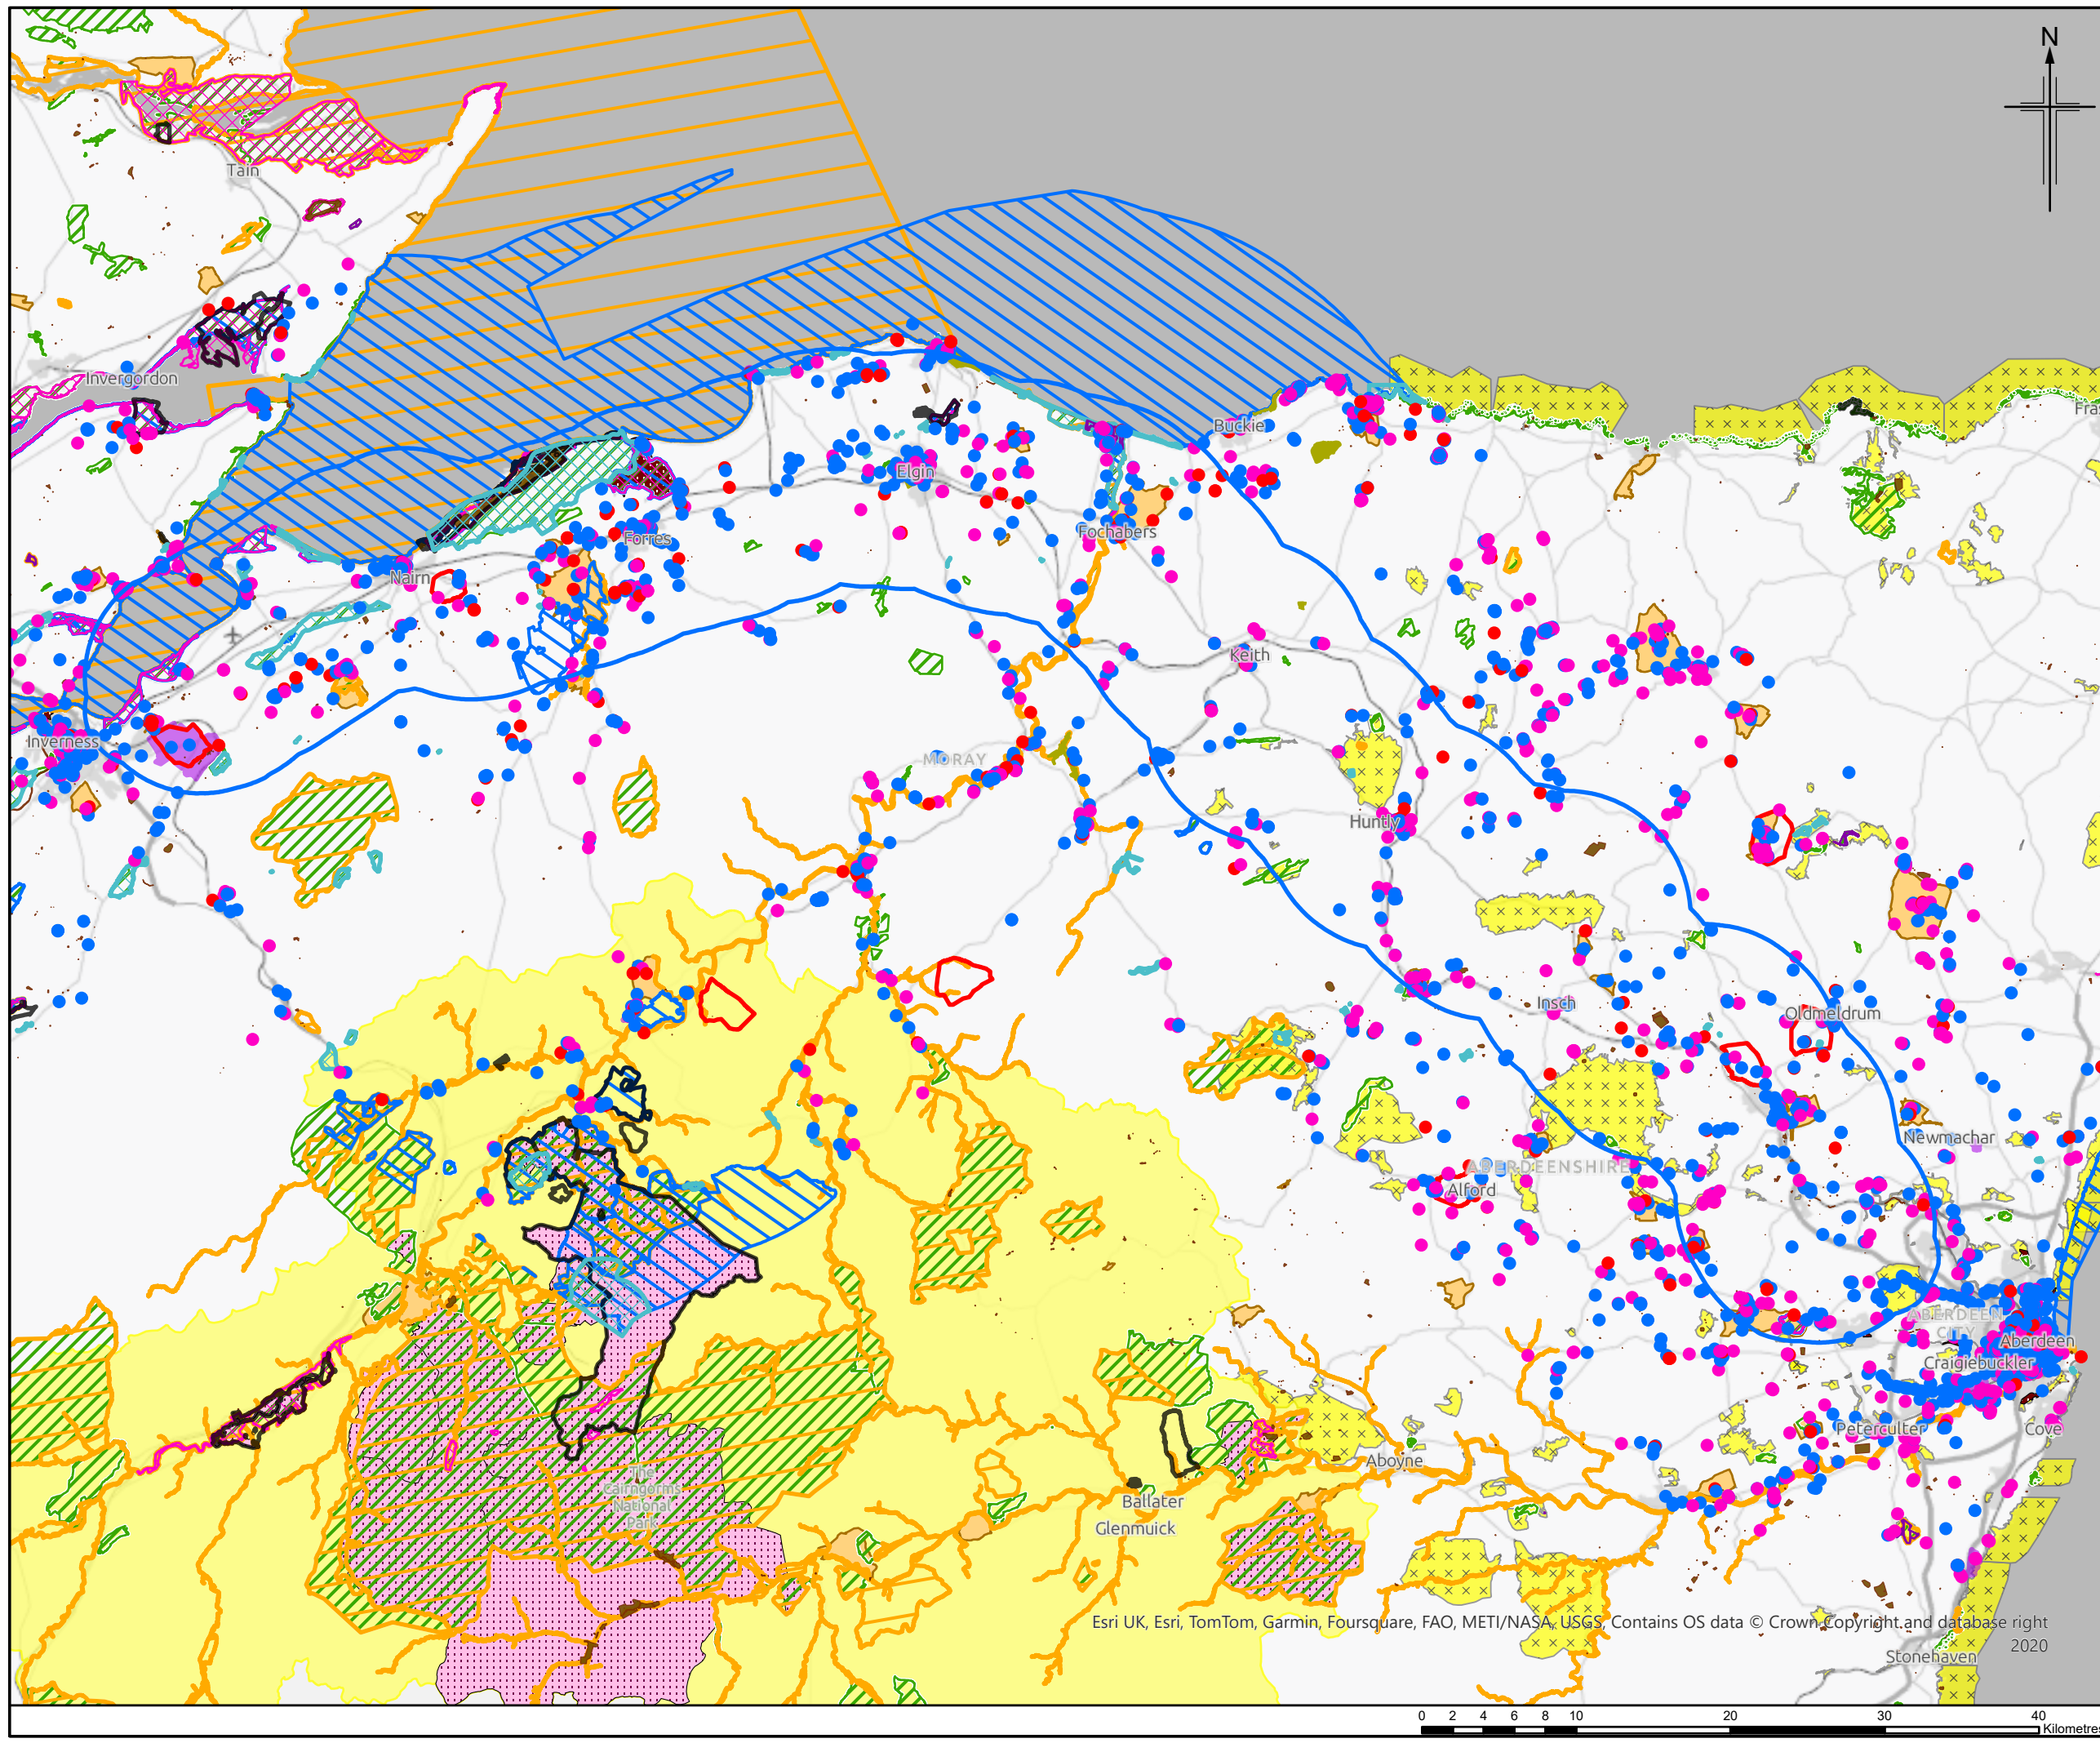 N
Tain
Invergordon
Buckie
Fra
Elgin
Fochabers
Forres
Nairn
Keith
Inverness
MORAY
Huntly
Insch
Oldmeldrum
Newmachar
ABERDEENSHIRE
Alford
ABERDEEN
CITY
Aberdeen
Craigiebuckler
Peterculter
Cove
Aboyne
The
Cairngorms
National
Park
Ballater
Glenmuick
Esri UK, Esri, TomTom, Garmin, Foursquare, FAO, METI/NASA, USGS, Contains OS data © Crown Copyright and database right
2020
Stonehaven
0 2 4 6 8 10 20 30 40
Kilometres